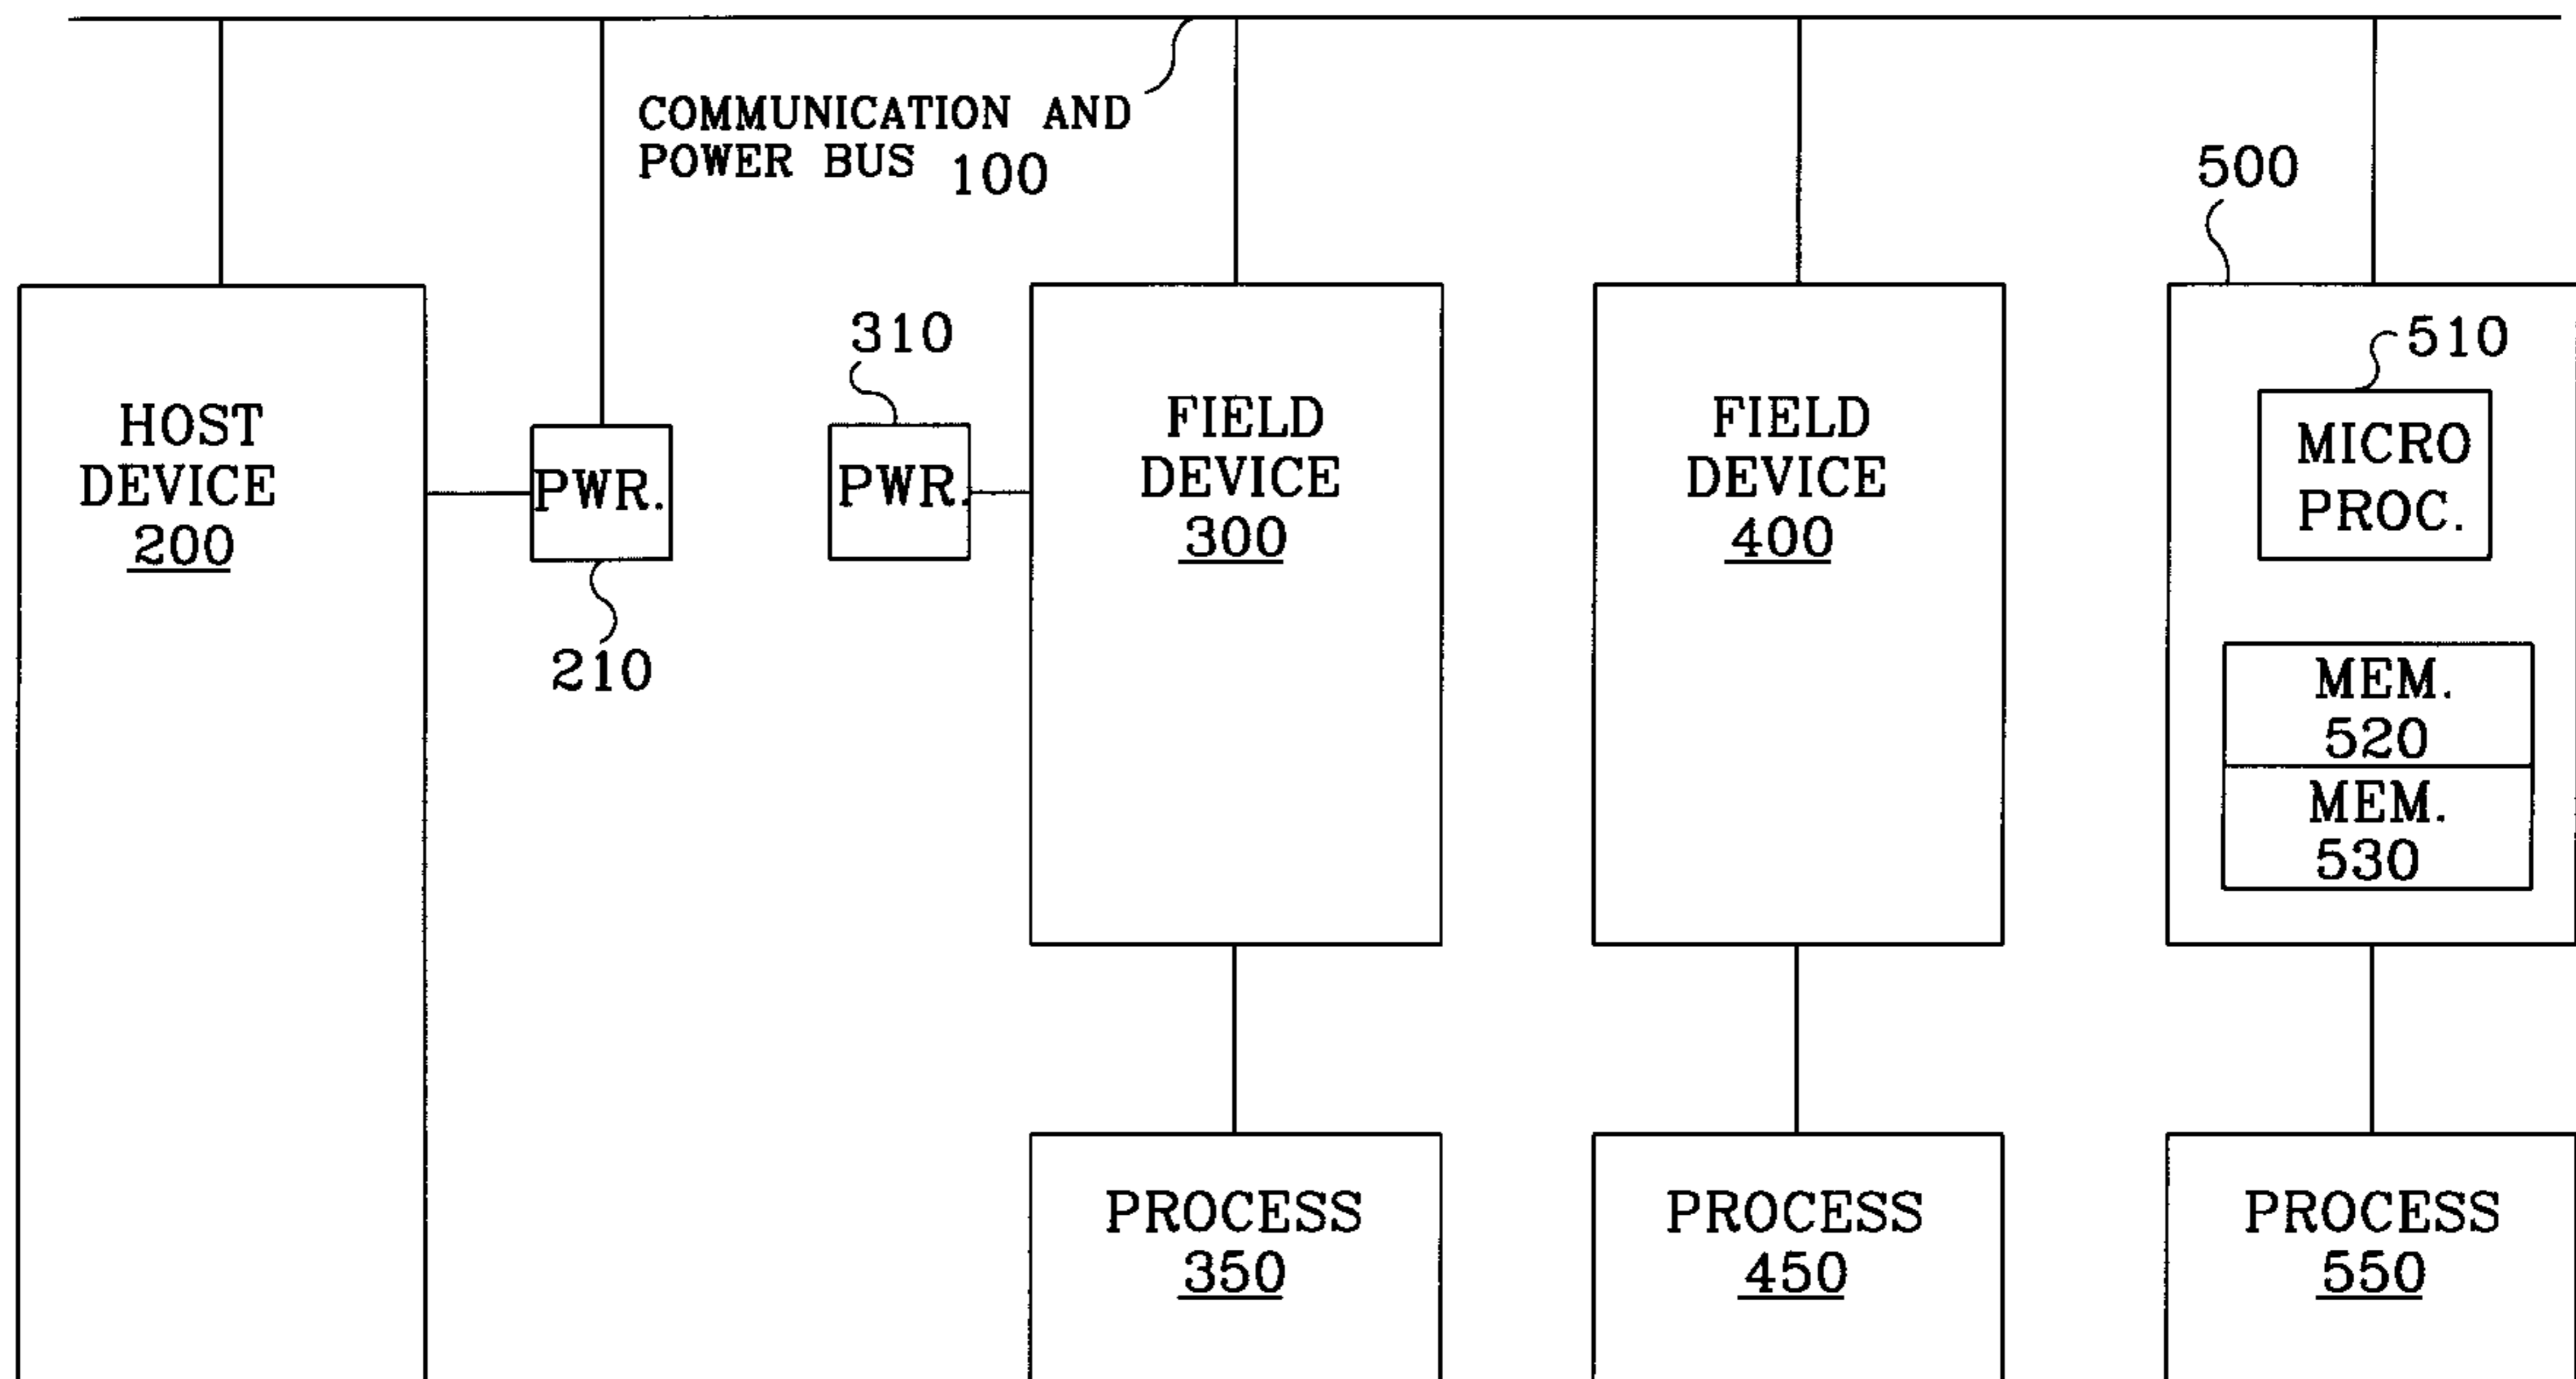 COMMUNICATION AND
POWER BUS 100
HOST
DEVICE
200
PWR.
210
310
PWR.
FIELD
DEVICE
300
FIELD
DEVICE
400
500
510
MICRO
PROC.
MEM.
520
MEM.
530
PROCESS
350
PROCESS
450
PROCESS
550